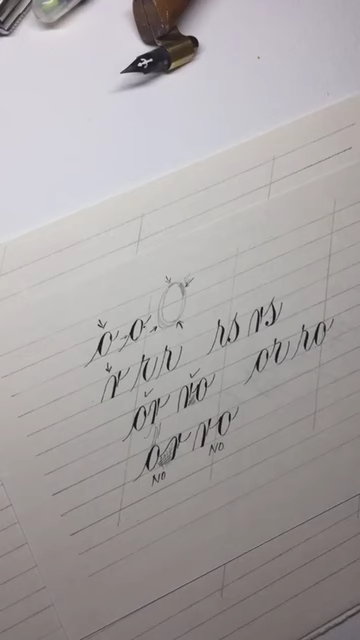 o o O
r r r rs rs
or ro or ro
or ro
NO NO